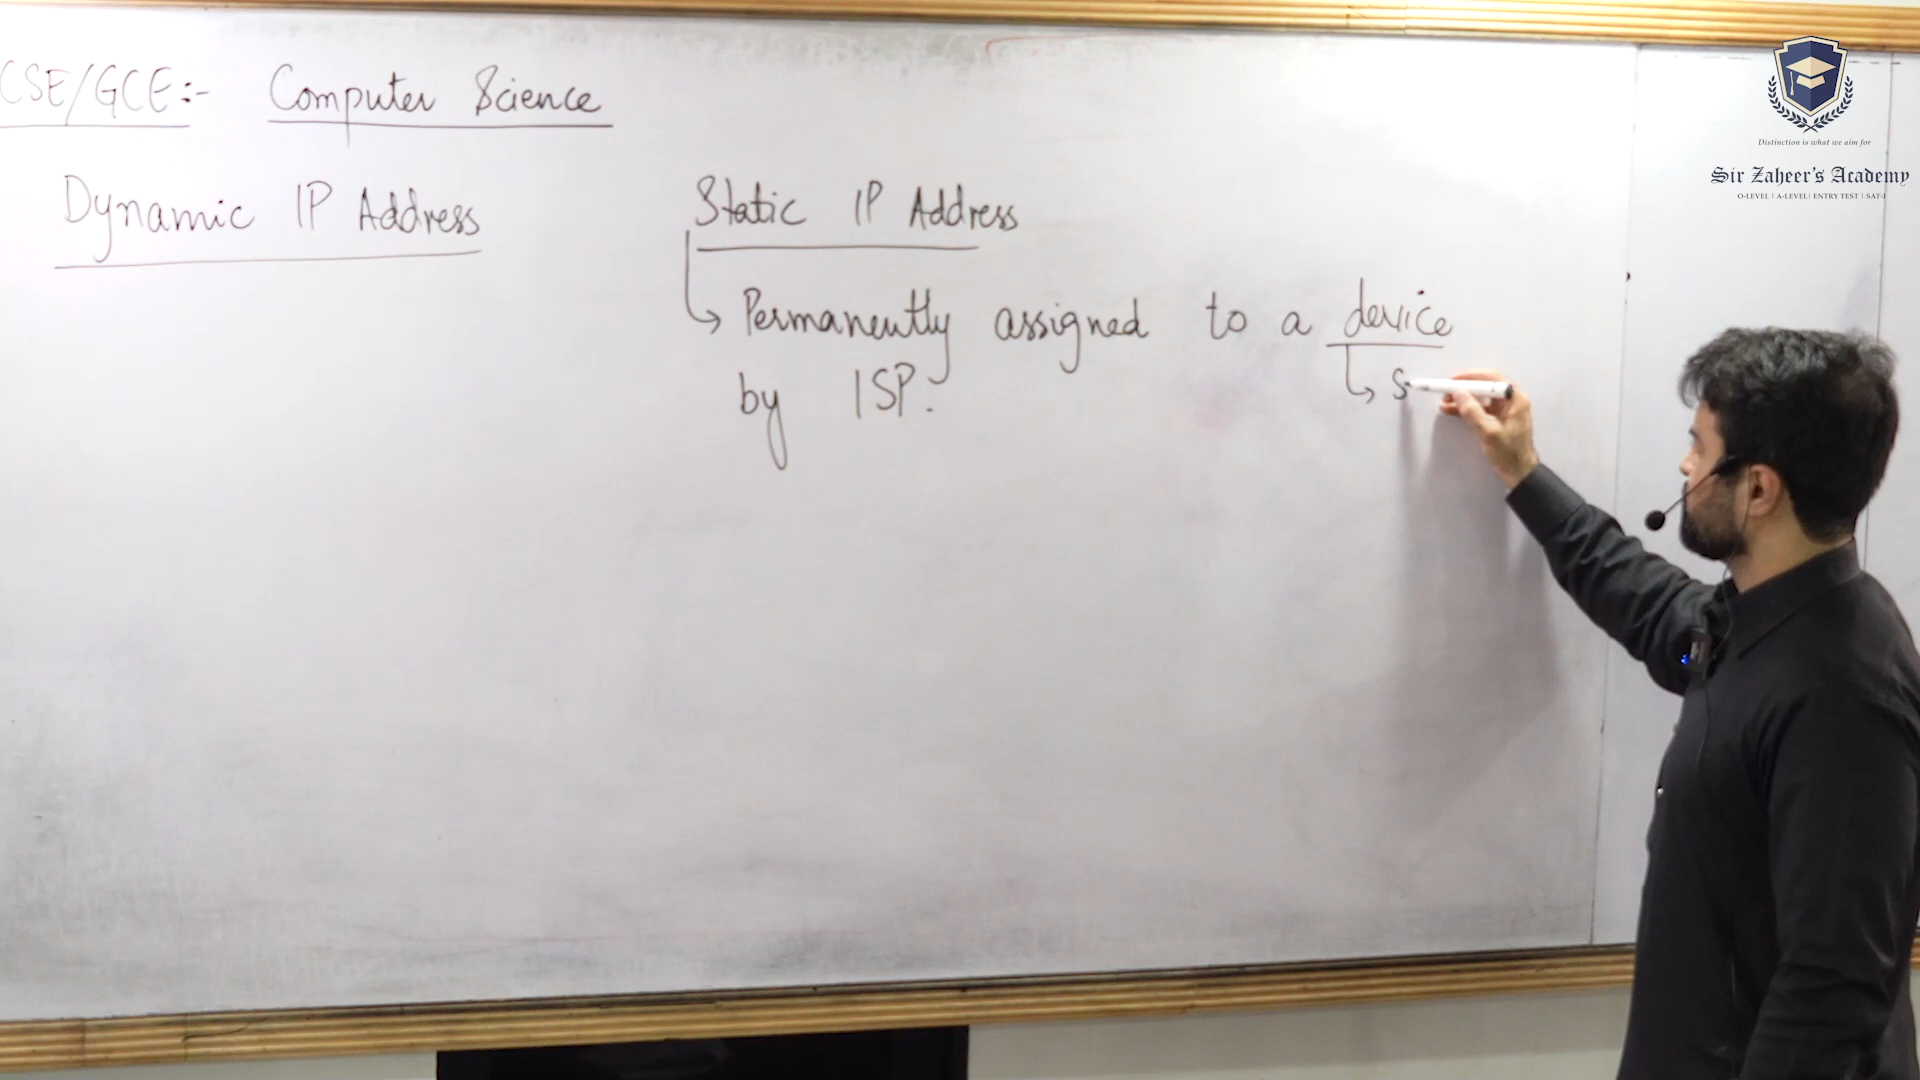 CSE/GCE:- Computer Science
Dynamic IP Address
Static IP Address
Permanently assigned to a device
by ISP.
S
Distinction is what we aim for
Sir Zaheer's Academy
O-LEVEL | A-LEVEL | ENTRY TEST | SAT-I